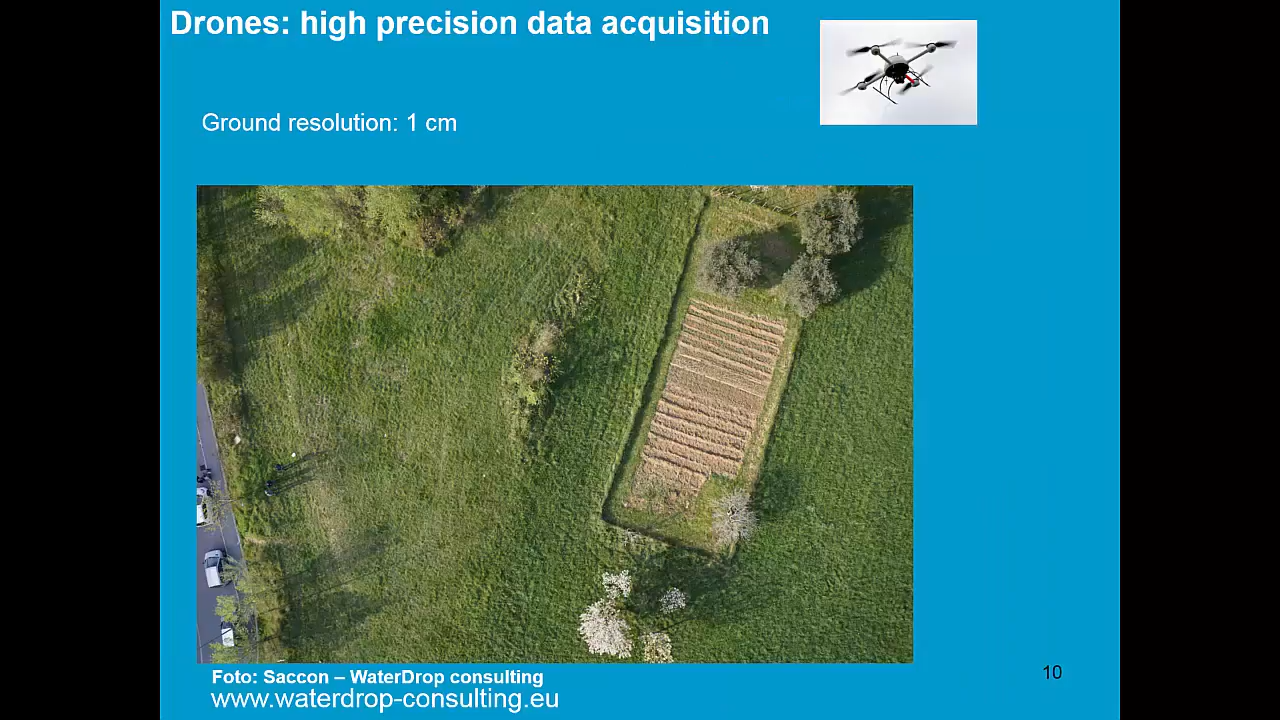 Drones: high precision data acquisition
Ground resolution: 1 cm
Foto: Saccon – WaterDrop consulting
www.waterdrop-consulting.eu
10